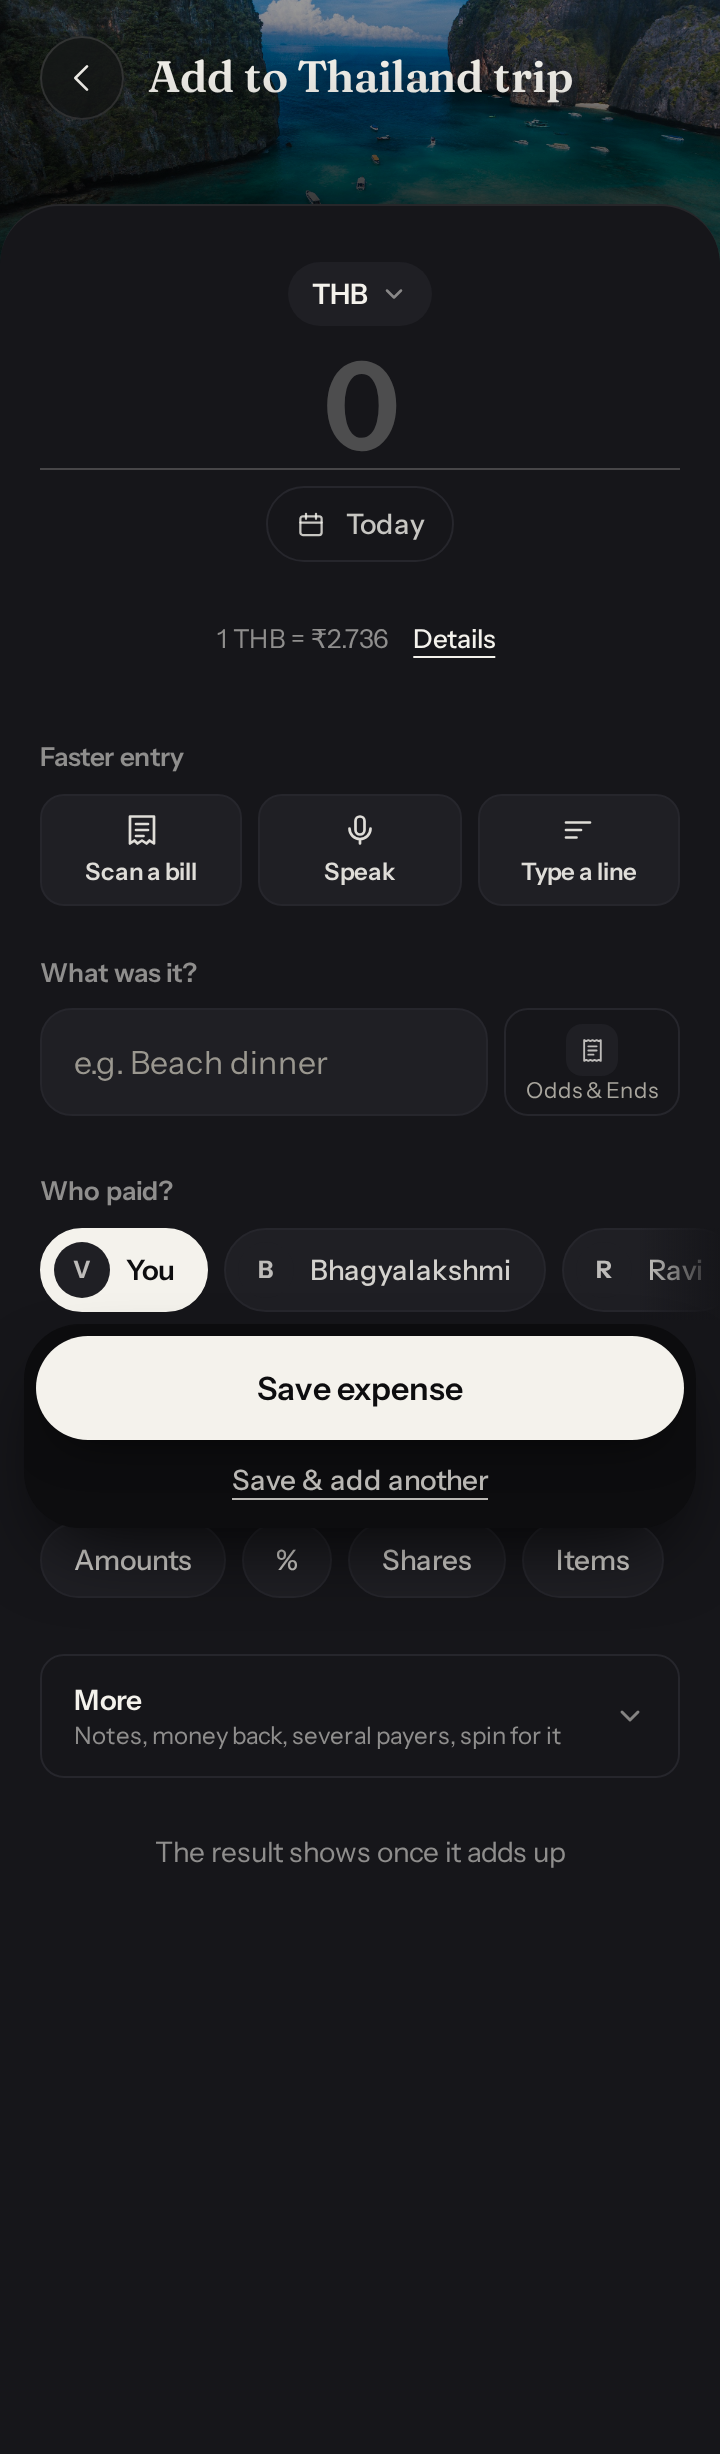 Add to Thailand trip
THB
0
Today
1 THB = ₹2.736 Details
Faster entry
Scan a bill
Speak
Type a line
What was it?
e.g. Beach dinner
Odds & Ends
Who paid?
V You
B Bhagyalakshmi
R Ravi
Save expense
Save & add another
Amounts
%
Shares
Items
More
Notes, money back, several payers, spin for it
The result shows once it adds up